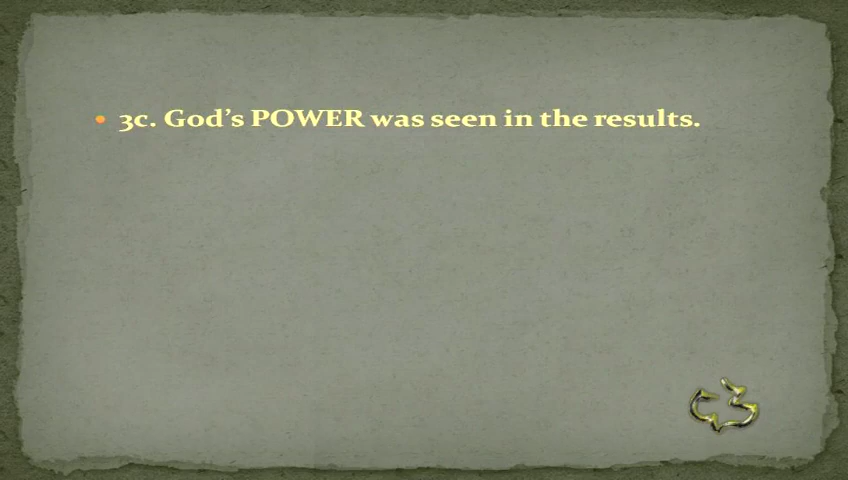 • 3c. God's POWER was seen in the results.